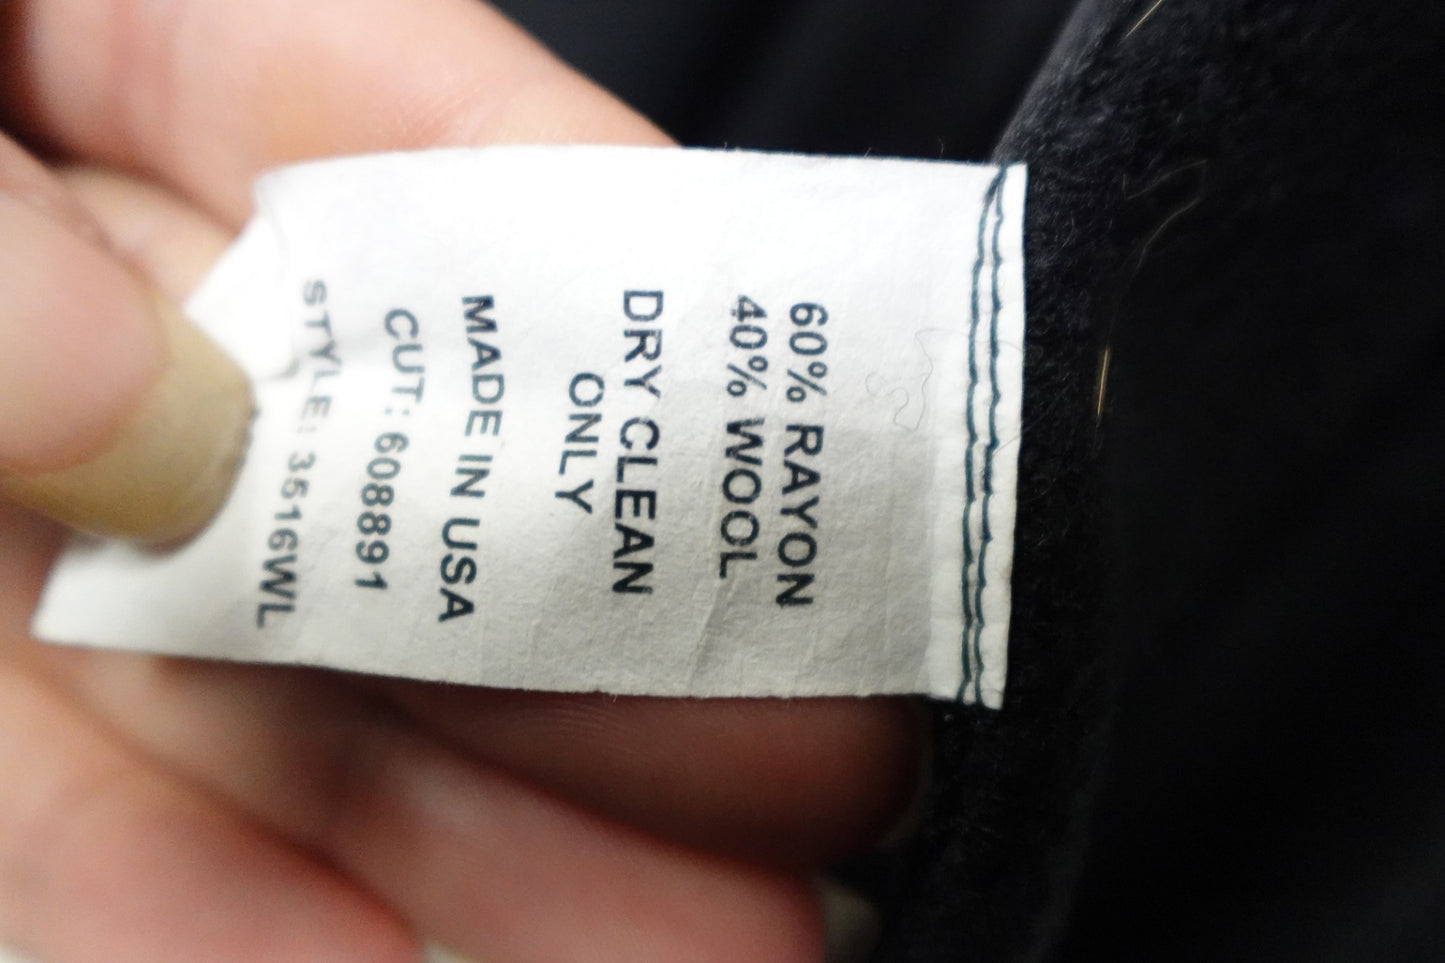 60% RAYON
40% WOOL
DRY CLEAN
ONLY
MADE IN USA
CUT: 608891
STYLE: 3516WL